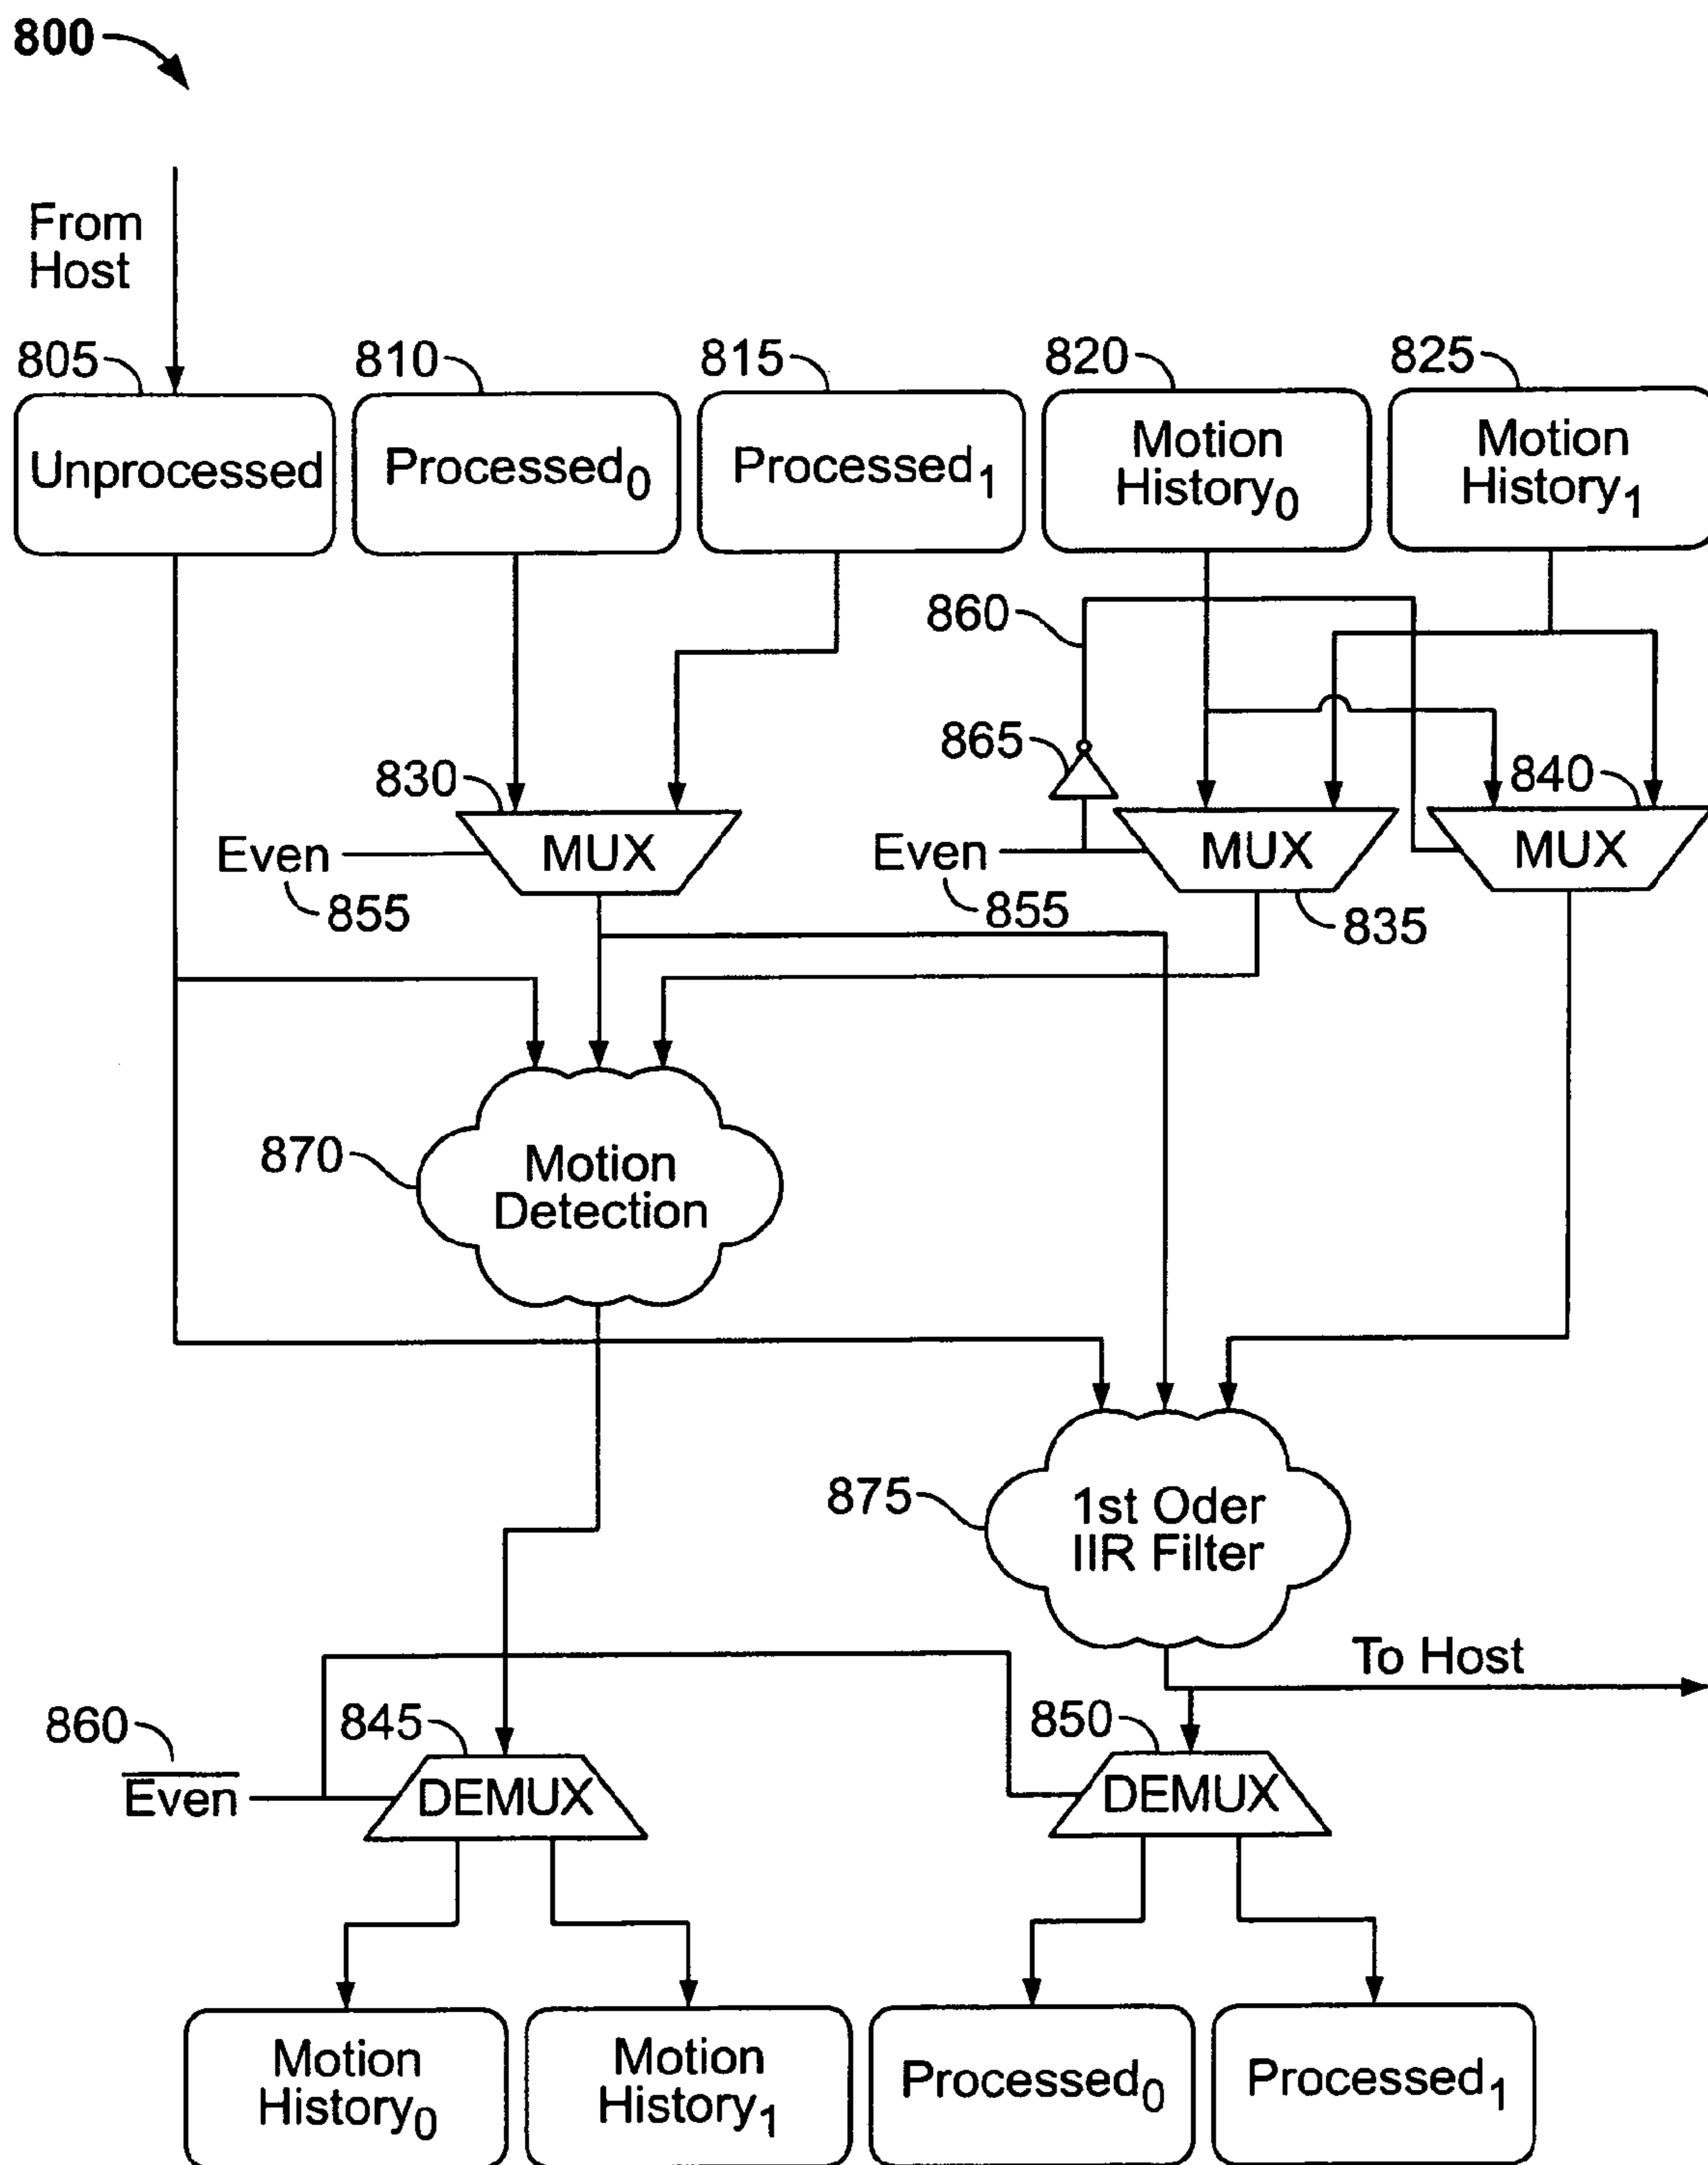 800
From
Host
805
810
815
820
825
Unprocessed
Processed0
Processed1
Motion
History0
Motion
History1
860
865
830
840
Even
MUX
Even
MUX
MUX
855
855
835
870
Motion
Detection
875
1st Oder
IIR Filter
To Host
860
845
850
Even
DEMUX
DEMUX
Motion
History0
Motion
History1
Processed0
Processed1